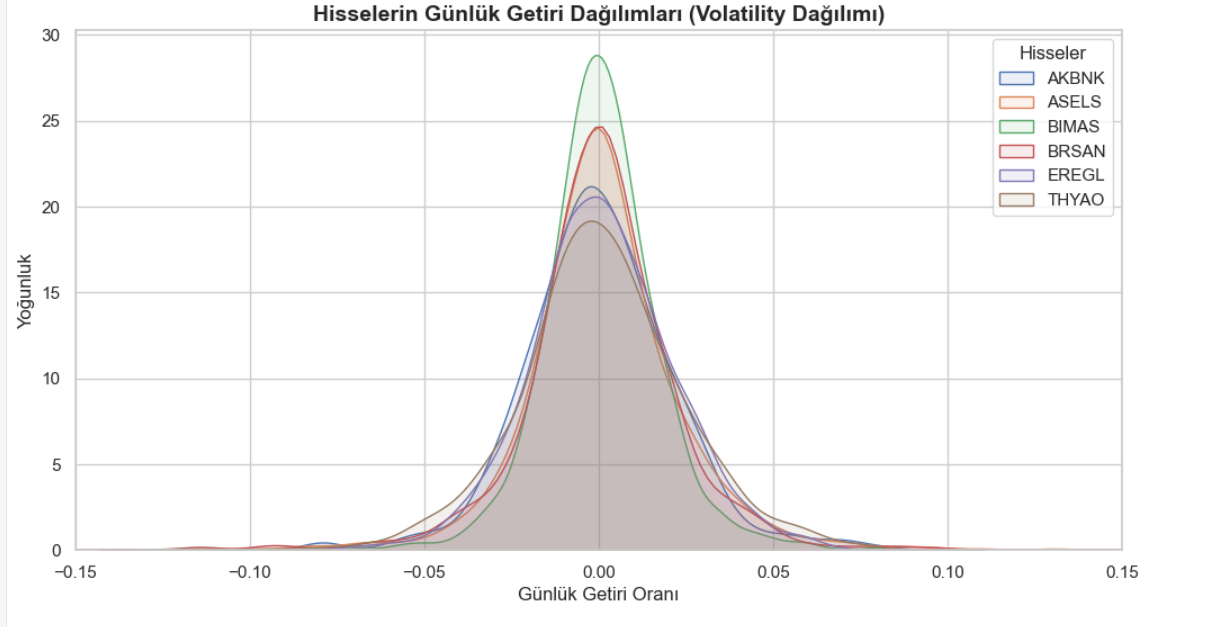 Hisselerin Günlük Getiri Dağılımları (Volatility Dağılımı)
30
25
20
15
10
5
0
Yoğunluk
Hisseler
AKBNK
ASELS
BIMAS
BRSAN
EREGL
THYAO
−0.15 −0.10 −0.05 0.00 0.05 0.10 0.15
Günlük Getiri Oranı